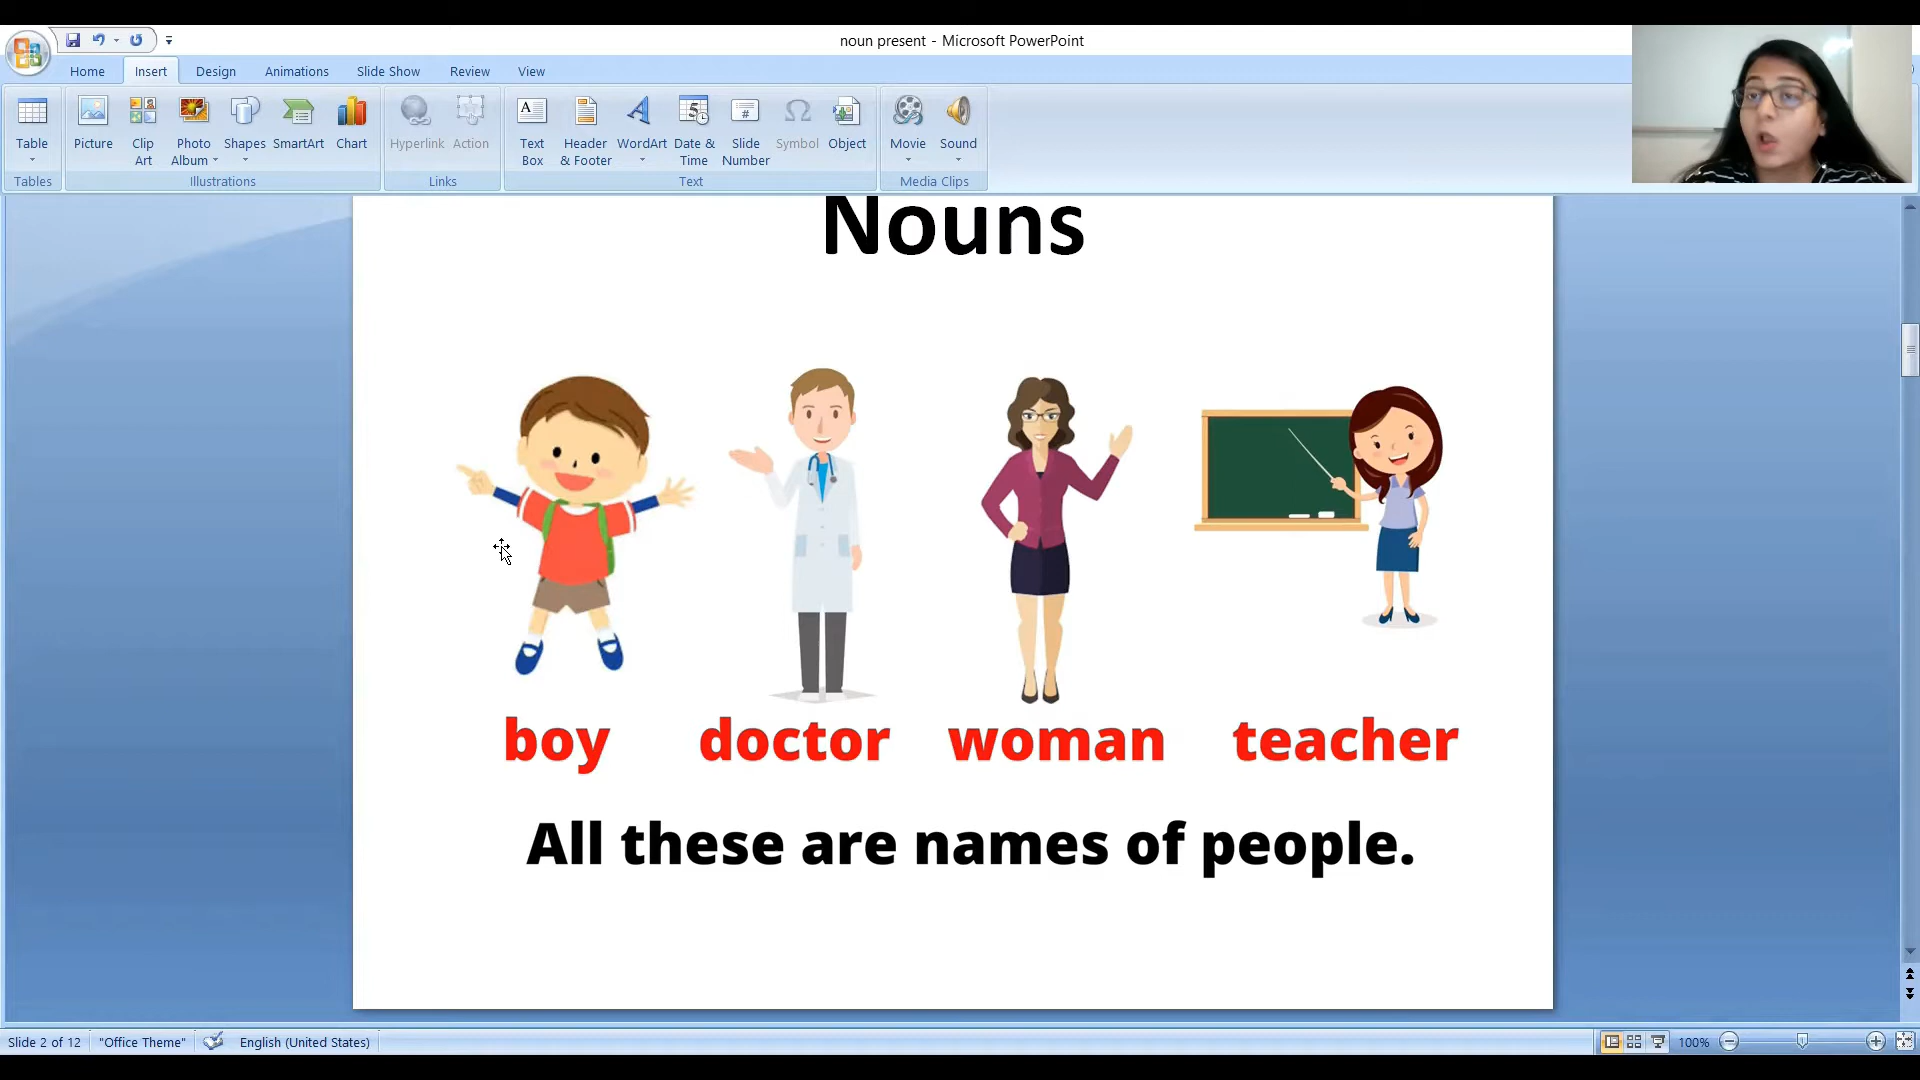 noun present - Microsoft PowerPoint
Home Insert Design Animations Slide Show Review View
Table Picture Clip Art Photo Album Shapes SmartArt Chart Hyperlink Action Text Box Header & Footer WordArt Date & Time Slide Number Symbol Object Movie Sound
Tables Illustrations Links Text Media Clips
Nouns
boy doctor woman teacher
All these are names of people.
Slide 2 of 12 "Office Theme" English (United States) 100%